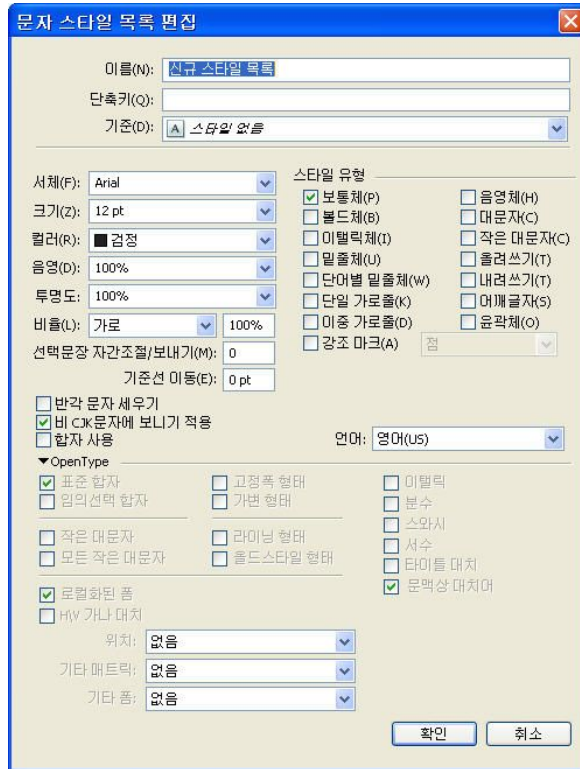 문자 스타일 목록 편집
이름(N): 신규 스타일 목록
단축키(Q):
기준(D): A 스타일 없음
서체(F): Arial
크기(Z): 12 pt
컬러(R): 검정
음영(D): 100%
투명도: 100%
비율(L): 가로 100%
선택문장 자간조절/보내기(M): 0
기준선 이동(E): 0 pt
스타일 유형
보통체(P) 음영체(H)
볼드체(B) 대문자(C)
이탤릭체(I) 작은 대문자(C)
밑줄체(U) 올려쓰기(T)
단어별 밑줄체(W) 내려쓰기(T)
단일 가로줄(K) 어깨글자(S)
이중 가로줄(D) 윤곽체(O)
강조 마크(A) 점
반각 문자 세우기
비 CJK문자에 보니기 적용
합자 사용 언어: 영어(US)
▼OpenType
표준 합자 고정폭 형태 이탤릭
임의선택 합자 가변 형태 분수
스와시
작은 대문자 라이닝 형태 서수
모든 작은 대문자 올드스타일 형태 타이틀 대치
로컬화된 폼 문맥상 대치어
H\V 가나 대치
위치: 없음
기타 매트릭: 없음
기타 폼: 없음
확인 취소